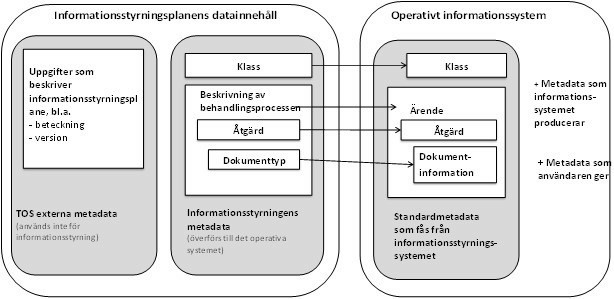 Informationsstyrningsplanens datainnehåll
Uppgifter som
beskriver
informationsstyrningspl
ane, bl.a.
- beteckning
- version
TOS externa metadata
(används inte för
informationsstyrning)
Klass
Beskrivning av
behandlingsprocessen
Åtgärd
Dokumenttyp
Informationsstyrningens
metadata
(överförs till det operativa
systemet)
Operativt informationssystem
Klass
Ärende
Åtgärd
Dokument-
information
Standardmetadata
som fås från
informationsstyrnings-
systemet
+ Metadata som
informations-
systemet
producerar
+ Metadata som
användaren ger